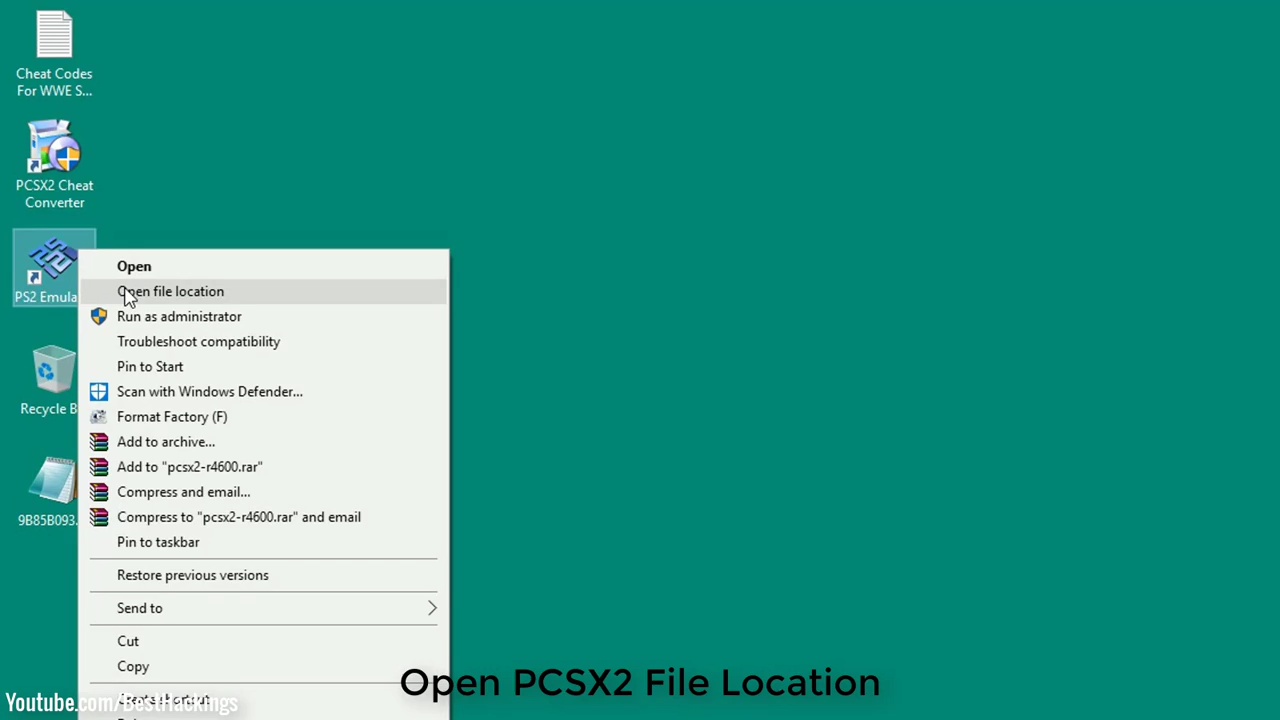 Cheat Codes
For WWE S...
PCSX2 Cheat
Converter
PS2 Emula
Recycle B
9B85B093.
Open
Open file location
Run as administrator
Troubleshoot compatibility
Pin to Start
Scan with Windows Defender...
Format Factory (F)
Add to archive...
Add to "pcsx2-r4600.rar"
Compress and email...
Compress to "pcsx2-r4600.rar" and email
Pin to taskbar
Restore previous versions
Send to
Cut
Copy
Create shortcut
Open PCSX2 File Location
Youtube.com/BestHackings